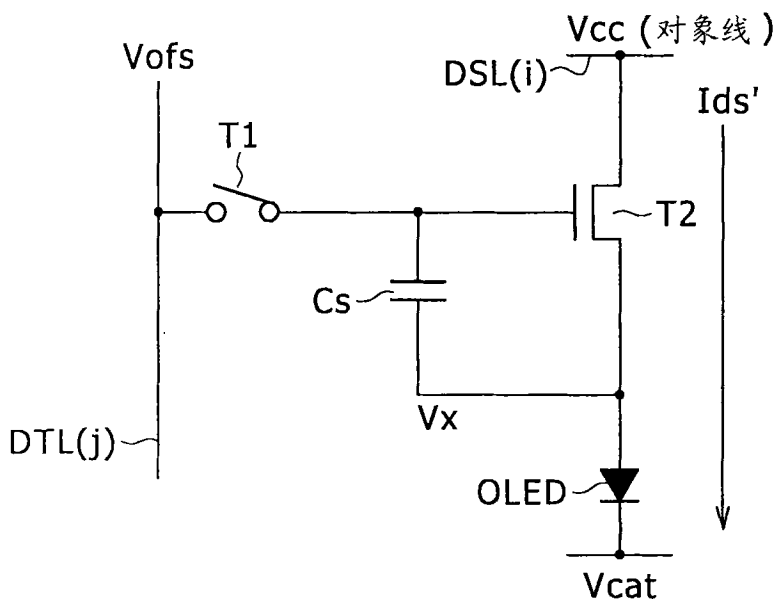 Vcc (对象线)
Vofs
DSL(i)
Ids'
T1
T2
Cs
Vx
DTL(j)
OLED
Vcat